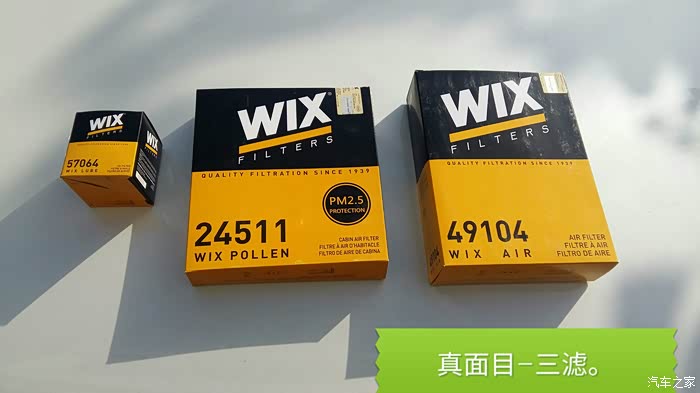 WIX
FILTERS
57064
WIX LUBE
WIX
WIX
FILTERS
QUALITY FILTRATION SINCE 1939
PM2.5
PROTECTION
24511
WIX POLLEN
CABIN AIR FILTER
FILTRE À AIR D'HABITACLE
FILTRO DE AIRE DE CABINA
WIX
FILTERS
QUALITY FILTRATION SINCE 1939
49104
WIX AIR
AIR FILTER
FILTRE À AIR
FILTRO DE AIRE
49104
真面目-三滤。
汽车之家